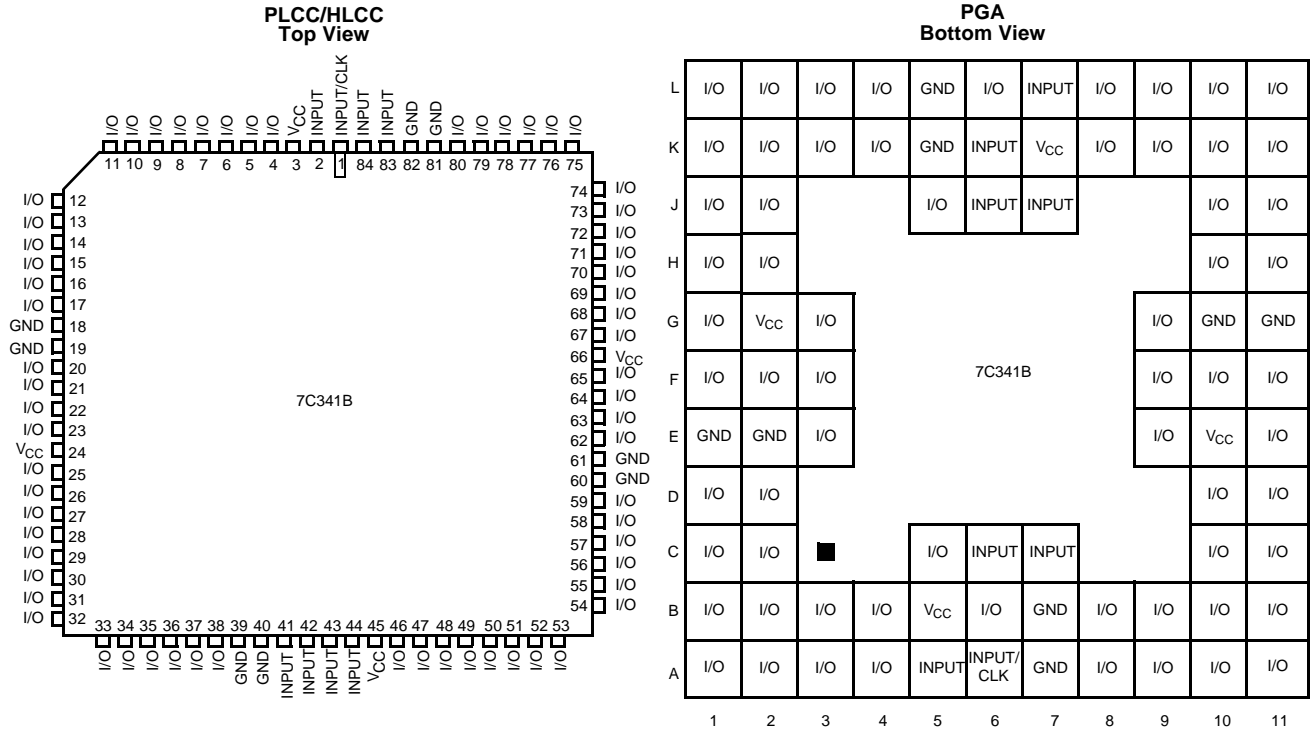 PLCC/HLCC
Top View
I/O I/O I/O I/O I/O I/O I/O I/O VCC INPUT INPUT/CLK INPUT INPUT GND GND I/O I/O I/O I/O I/O I/O
11 10 9 8 7 6 5 4 3 2 1 84 83 82 81 80 79 78 77 76 75
I/O 12
I/O 13
I/O 14
I/O 15
I/O 16
I/O 17
GND 18
GND 19
I/O 20
I/O 21
I/O 22
I/O 23
VCC 24
I/O 25
I/O 26
I/O 27
I/O 28
I/O 29
I/O 30
I/O 31
I/O 32
7C341B
74 I/O
73 I/O
72 I/O
71 I/O
70 I/O
69 I/O
68 I/O
67 I/O
66 VCC
65 I/O
64 I/O
63 I/O
62 I/O
61 GND
60 GND
59 I/O
58 I/O
57 I/O
56 I/O
55 I/O
54 I/O
33 34 35 36 37 38 39 40 41 42 43 44 45 46 47 48 49 50 51 52 53
I/O I/O I/O I/O I/O I/O GND GND INPUT INPUT INPUT INPUT VCC I/O I/O I/O I/O I/O I/O I/O I/O
PGA
Bottom View
L I/O I/O I/O I/O GND I/O INPUT I/O I/O I/O I/O
K I/O I/O I/O I/O GND INPUT VCC I/O I/O I/O I/O
J I/O I/O I/O INPUT INPUT I/O I/O
H I/O I/O I/O I/O
G I/O VCC I/O I/O GND GND
F I/O I/O I/O 7C341B I/O I/O I/O
E GND GND I/O I/O VCC I/O
D I/O I/O I/O I/O
C I/O I/O I/O INPUT INPUT I/O I/O
B I/O I/O I/O I/O VCC I/O GND I/O I/O I/O I/O
A I/O I/O I/O I/O INPUT INPUT/CLK GND I/O I/O I/O I/O
1 2 3 4 5 6 7 8 9 10 11